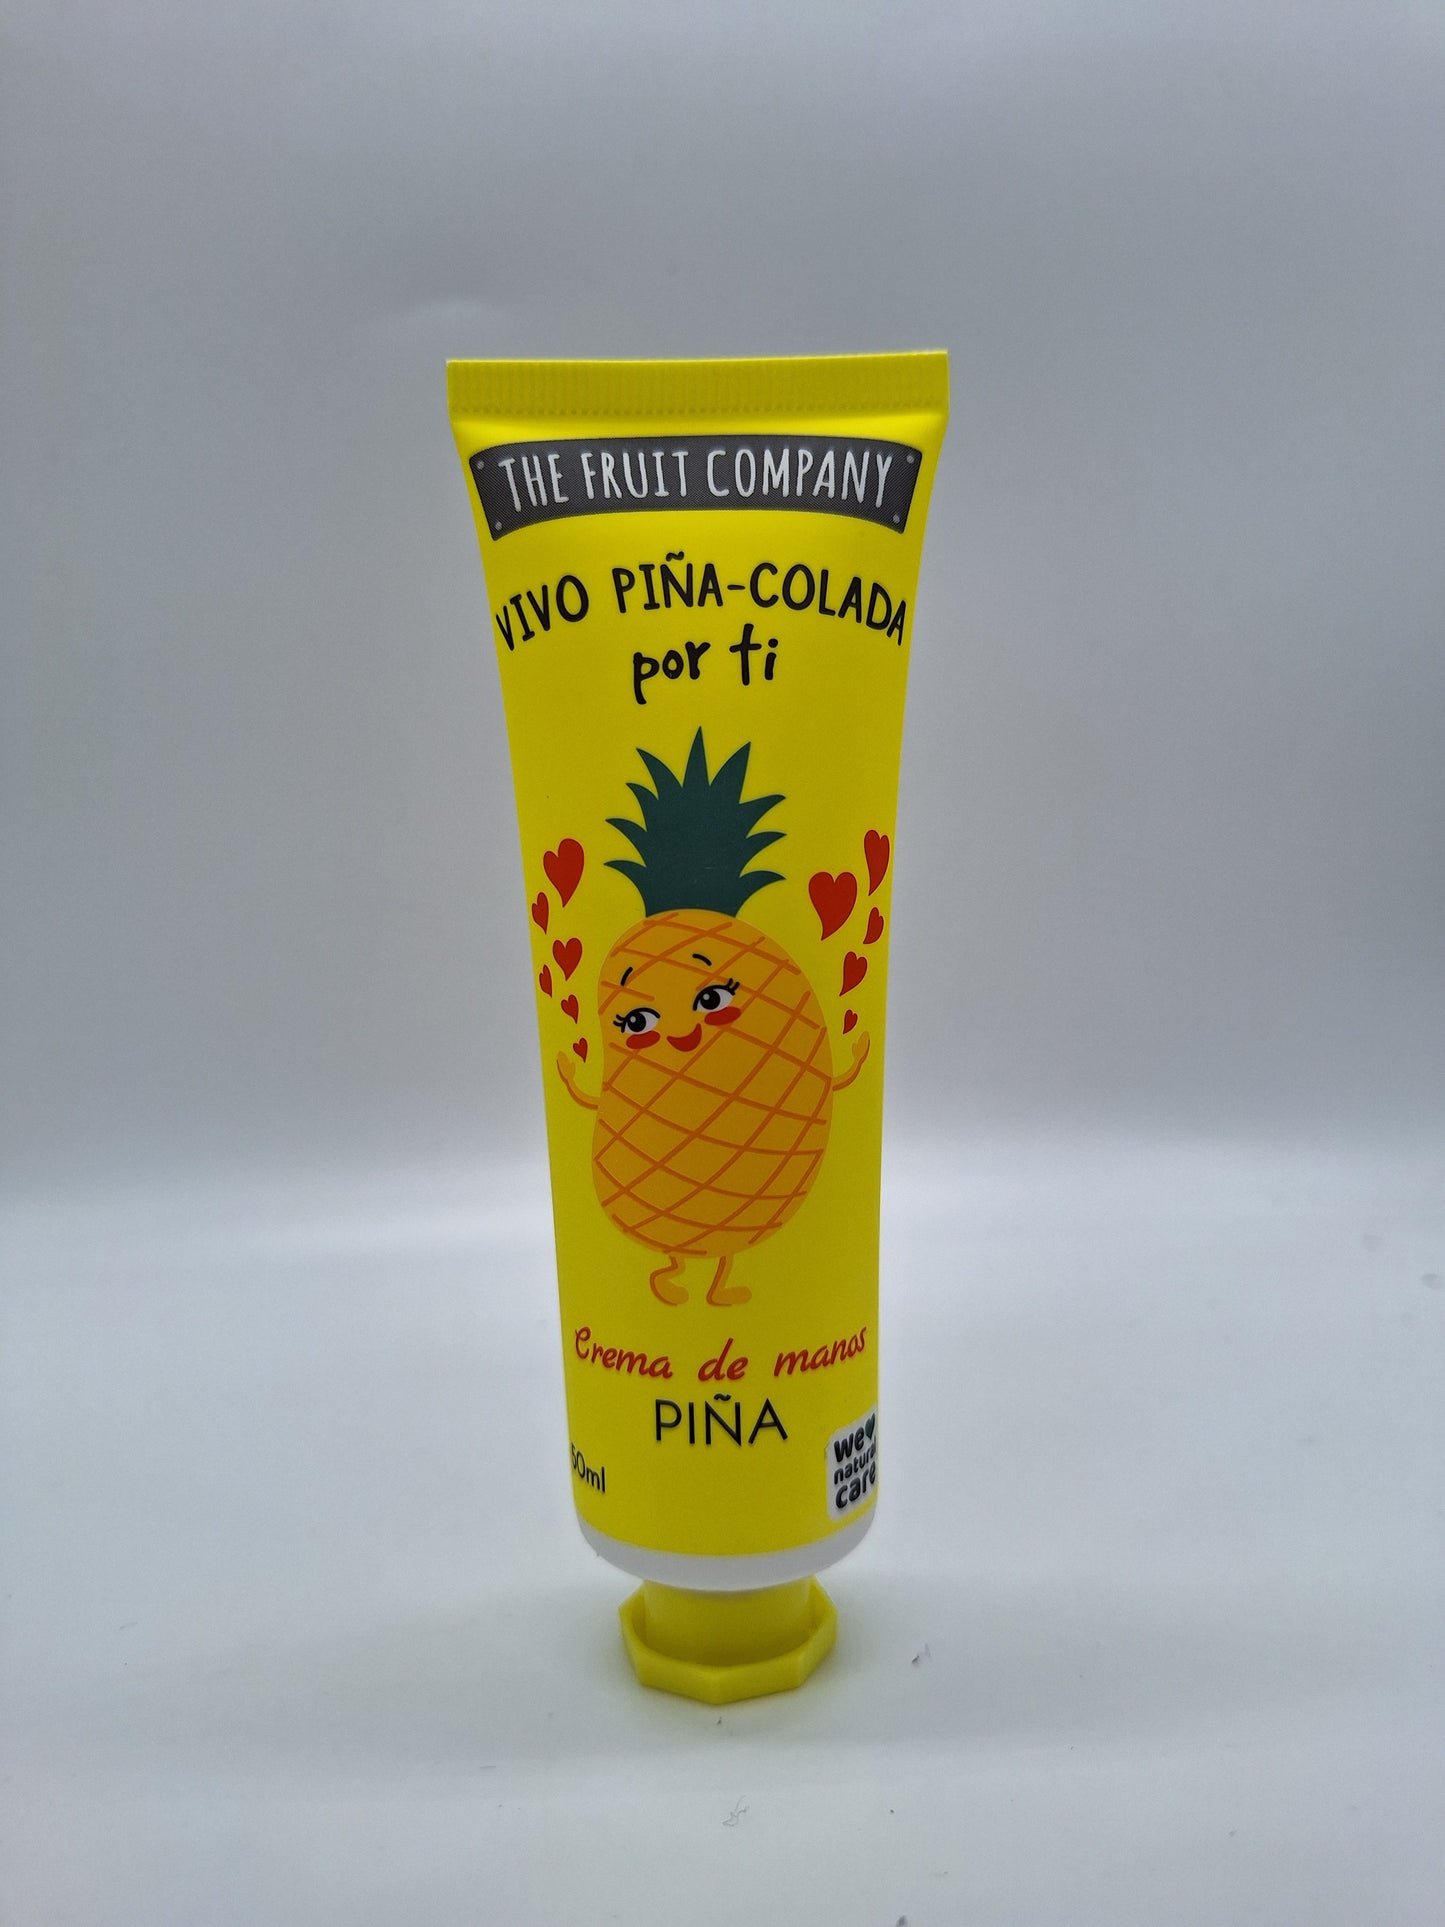 THE FRUIT COMPANY
VIVO PIÑA-COLADA
por ti
Crema de manos
PIÑA
50ml
we
natural
care